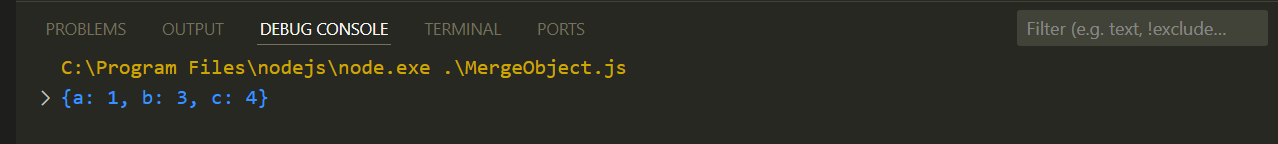 PROBLEMS OUTPUT DEBUG CONSOLE TERMINAL PORTS Filter (e.g. text, !exclude...
C:\Program Files\nodejs\node.exe .\MergeObject.js
{a: 1, b: 3, c: 4}